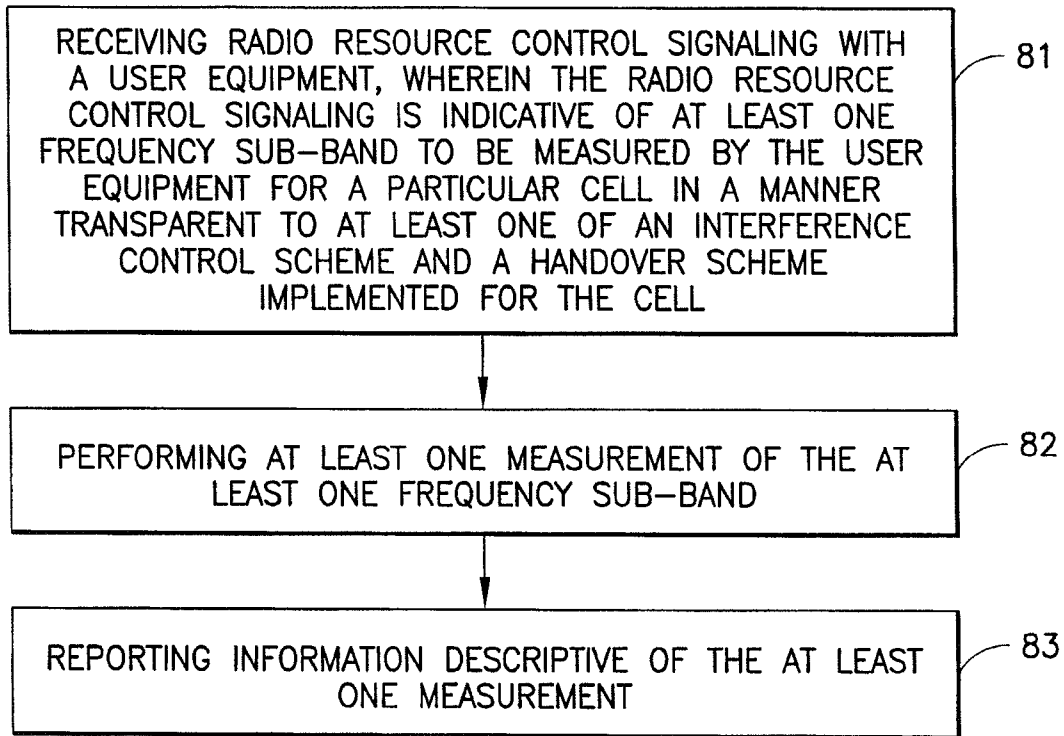 RECEIVING RADIO RESOURCE CONTROL SIGNALING WITH
A USER EQUIPMENT, WHEREIN THE RADIO RESOURCE
CONTROL SIGNALING IS INDICATIVE OF AT LEAST ONE
FREQUENCY SUB-BAND TO BE MEASURED BY THE USER
EQUIPMENT FOR A PARTICULAR CELL IN A MANNER
TRANSPARENT TO AT LEAST ONE OF AN INTERFERENCE
CONTROL SCHEME AND A HANDOVER SCHEME
IMPLEMENTED FOR THE CELL
81
PERFORMING AT LEAST ONE MEASUREMENT OF THE AT
LEAST ONE FREQUENCY SUB-BAND
82
REPORTING INFORMATION DESCRIPTIVE OF THE AT LEAST
ONE MEASUREMENT
83